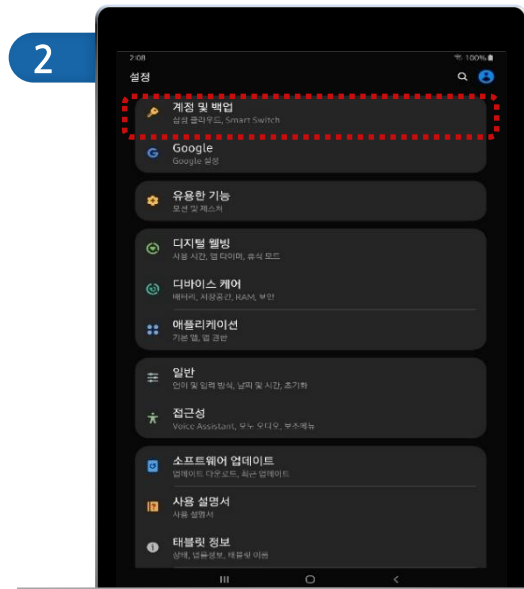 2
2:08
100%
설정
계정 및 백업
삼성 클라우드, Smart Switch
Google
Google 설정
유용한 기능
모션 및 제스처
디지털 웰빙
사용 시간, 앱 타이머, 휴식 모드
디바이스 케어
배터리, 저장공간, RAM, 보안
애플리케이션
기본 앱, 앱 권한
일반
언어 및 입력 방식, 날짜 및 시간, 초기화
접근성
Voice Assistant, 모노 오디오, 보조메뉴
소프트웨어 업데이트
업데이트 다운로드, 최근 업데이트
사용 설명서
사용 설명서
태블릿 정보
상태, 법률정보, 태블릿 이름